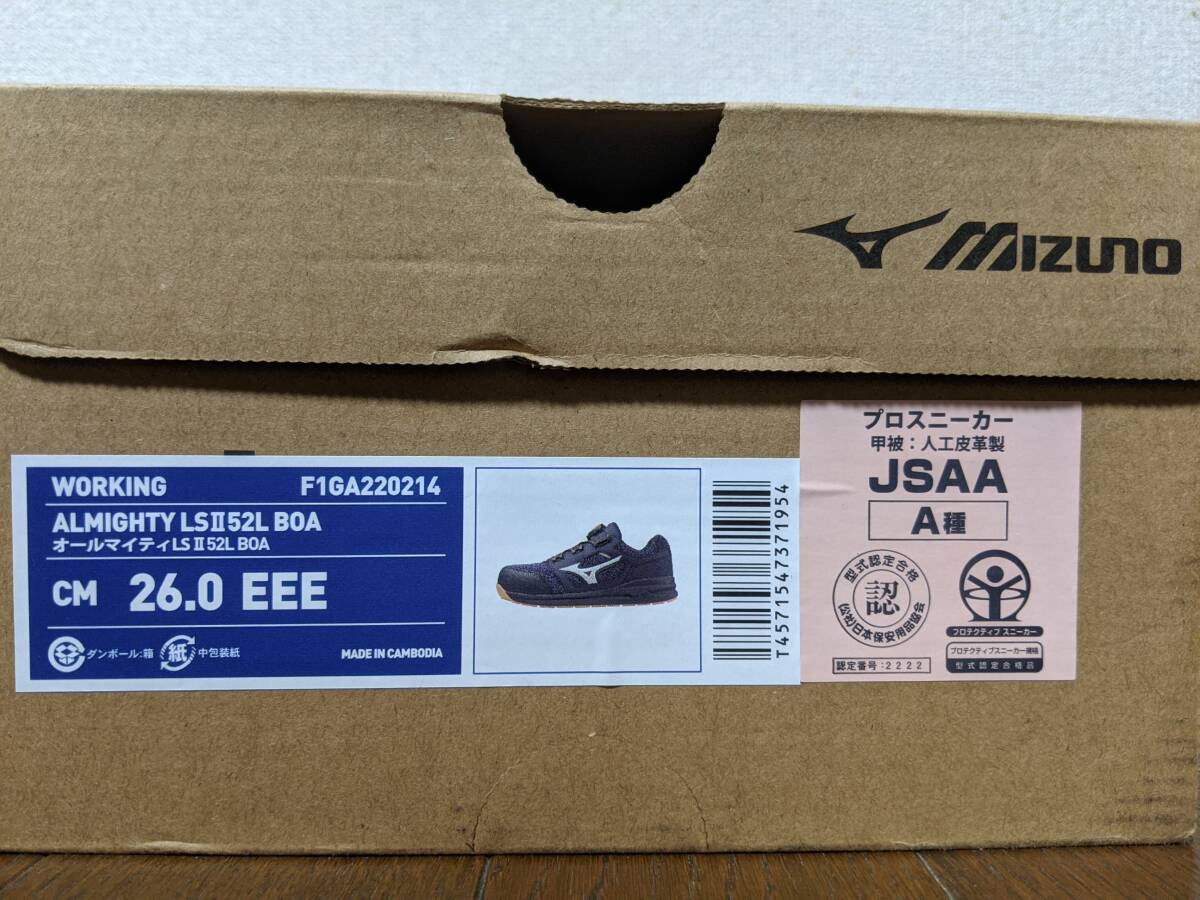 MIZUNO
WORKING F1GA220214
ALMIGHTY LSⅡ52L BOA
オールマイティLSⅡ52L BOA
CM 26.0 EEE
ダンボール:箱 紙 中包装紙 MADE IN CAMBODIA
T4571547371954
プロスニーカー
甲被:人工皮革製
JSAA
A種
型式認定合格
認
(公社)日本保安用品協会
認定番号:2222
プロテクティブ スニーカー
プロテクティブスニーカー規格
型式認定合格品